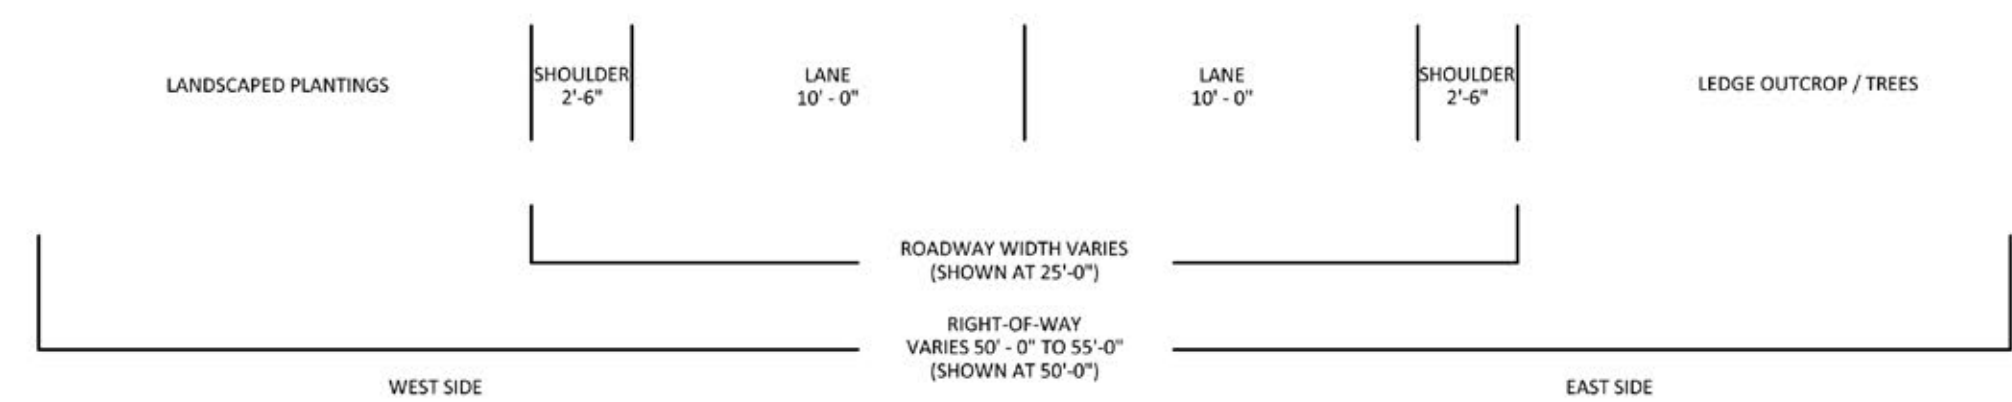 LANDSCAPED PLANTINGS
SHOULDER
2'-6"
LANE
10' - 0"
LANE
10' - 0"
SHOULDER
2'-6"
LEDGE OUTCROP / TREES
ROADWAY WIDTH VARIES
(SHOWN AT 25'-0")
RIGHT-OF-WAY
VARIES 50' - 0" TO 55'-0"
(SHOWN AT 50'-0")
WEST SIDE
EAST SIDE